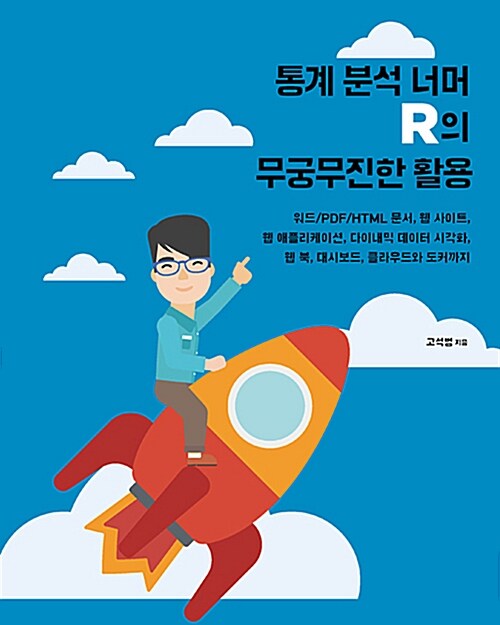 통계 분석 너머
R의
무궁무진한 활용
워드/PDF/HTML 문서, 웹 사이트,
웹 애플리케이션, 다이내믹 데이터 시각화,
웹 북, 대시보드, 클라우드와 도커까지
고석범 지음